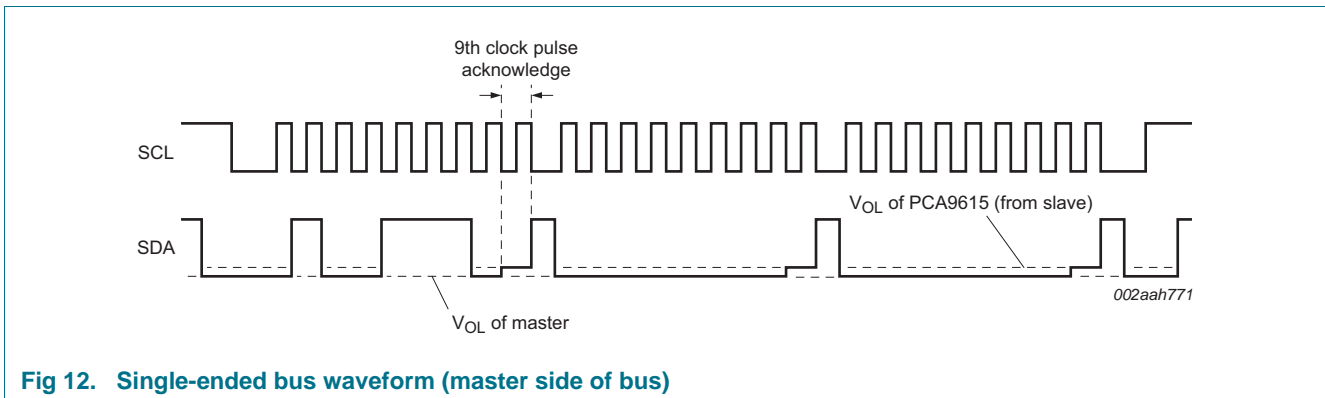 9th clock pulse
acknowledge
SCL
V_OL of PCA9615 (from slave)
SDA
002aah771
V_OL of master
Fig 12. Single-ended bus waveform (master side of bus)